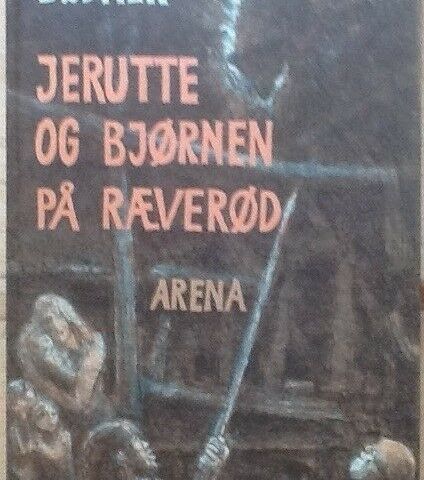 JERUTTE
OG BJØRNEN
PÅ RÆVERØD
ARENA